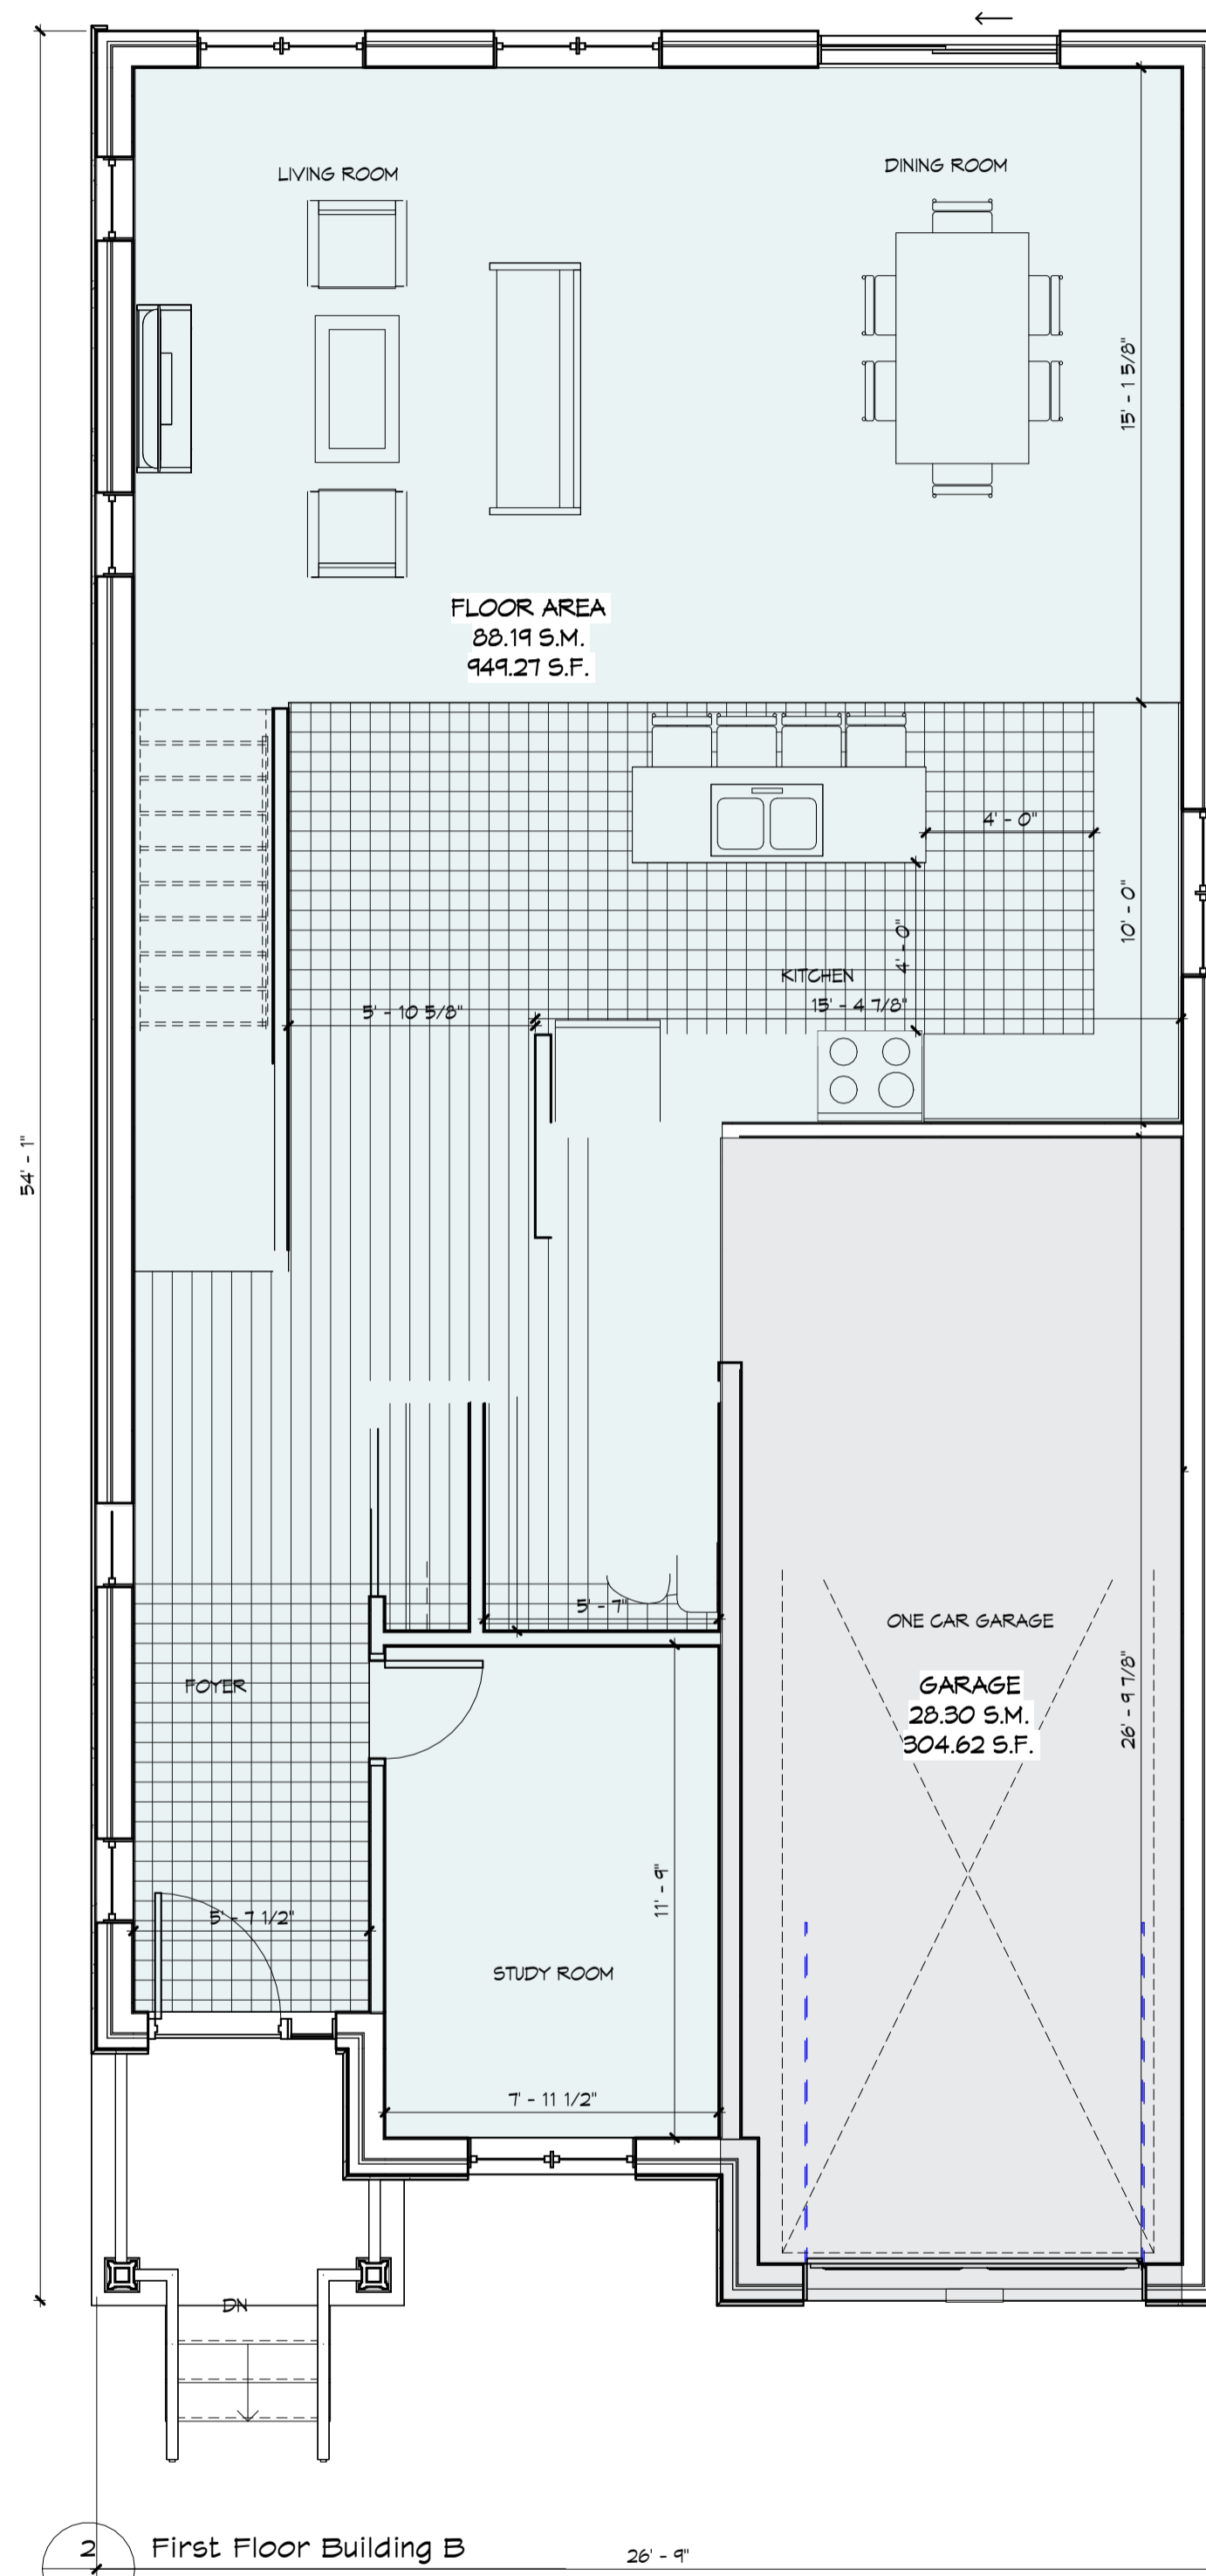 LIVING ROOM
DINING ROOM
15' - 1 5/8"
FLOOR AREA
88.19 S.M.
949.27 S.F.
4' - 0"
10' - 0"
4' - 0"
KITCHEN
5' - 10 5/8"
15' - 4 7/8"
54' - 1"
5' - 7"
ONE CAR GARAGE
FOYER
GARAGE
28.30 S.M.
304.62 S.F.
26' - 9 7/8"
11' - 9"
5' - 7 1/2"
STUDY ROOM
7' - 11 1/2"
DN
2 First Floor Building B
26' - 9"